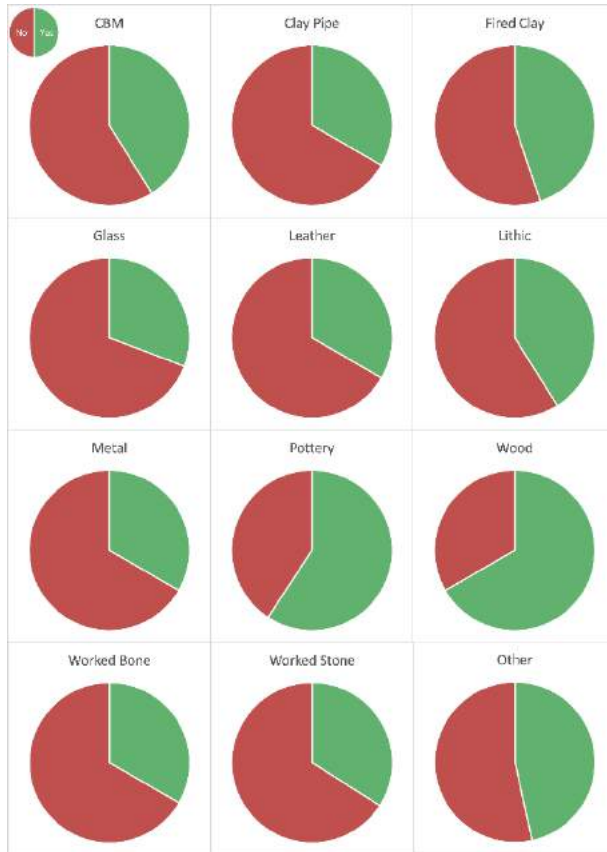 No Yes
CBM
Clay Pipe
Fired Clay
Glass
Leather
Lithic
Metal
Pottery
Wood
Worked Bone
Worked Stone
Other